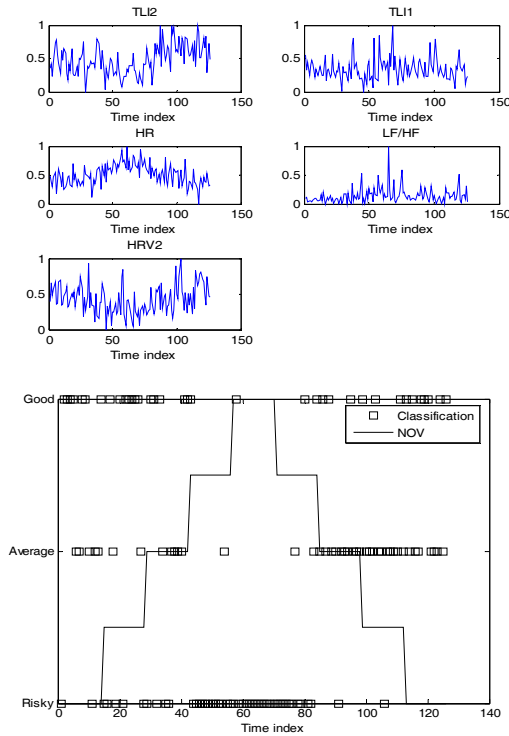 TLI2 TLI1
1 1
0.5 0.5
0 0
0 50 100 150 0 50 100 150
Time index Time index
HR LF/HF
1 1
0.5 0.5
0 0
0 50 100 150 0 50 100 150
Time index Time index
HRV2
1
0.5
0
0 50 100 150
Time index
Good
Classification
NOV
Average
Risky
0 20 40 60 80 100 120 140
Time index